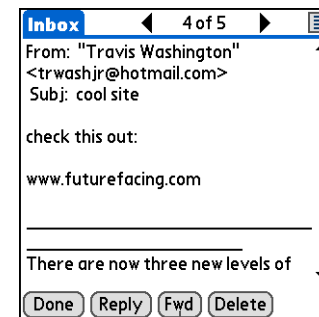 Inbox 4 of 5
From: "Travis Washington"
<trwashjr@hotmail.com>
Subj: cool site
check this out:
www.futurefacing.com
There are now three new levels of
Done Reply Fwd Delete